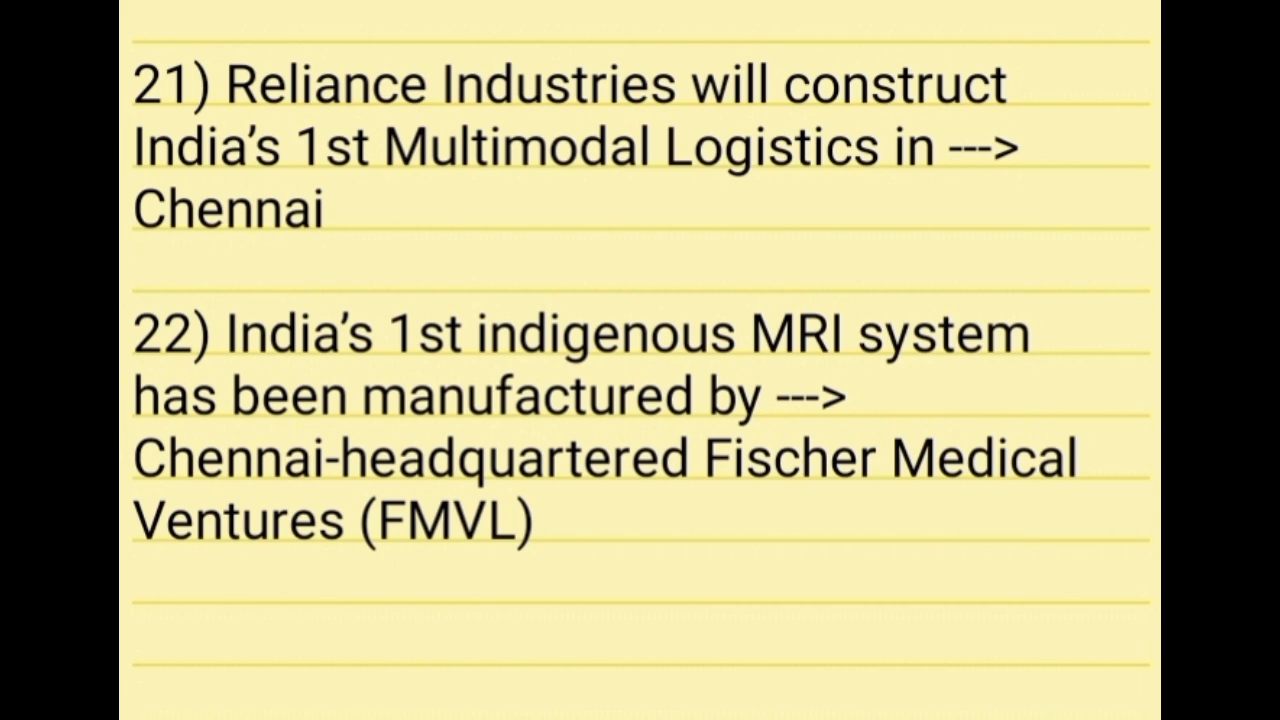 21) Reliance Industries will construct
India’s 1st Multimodal Logistics in --->
Chennai
22) India’s 1st indigenous MRI system
has been manufactured by --->
Chennai-headquartered Fischer Medical
Ventures (FMVL)